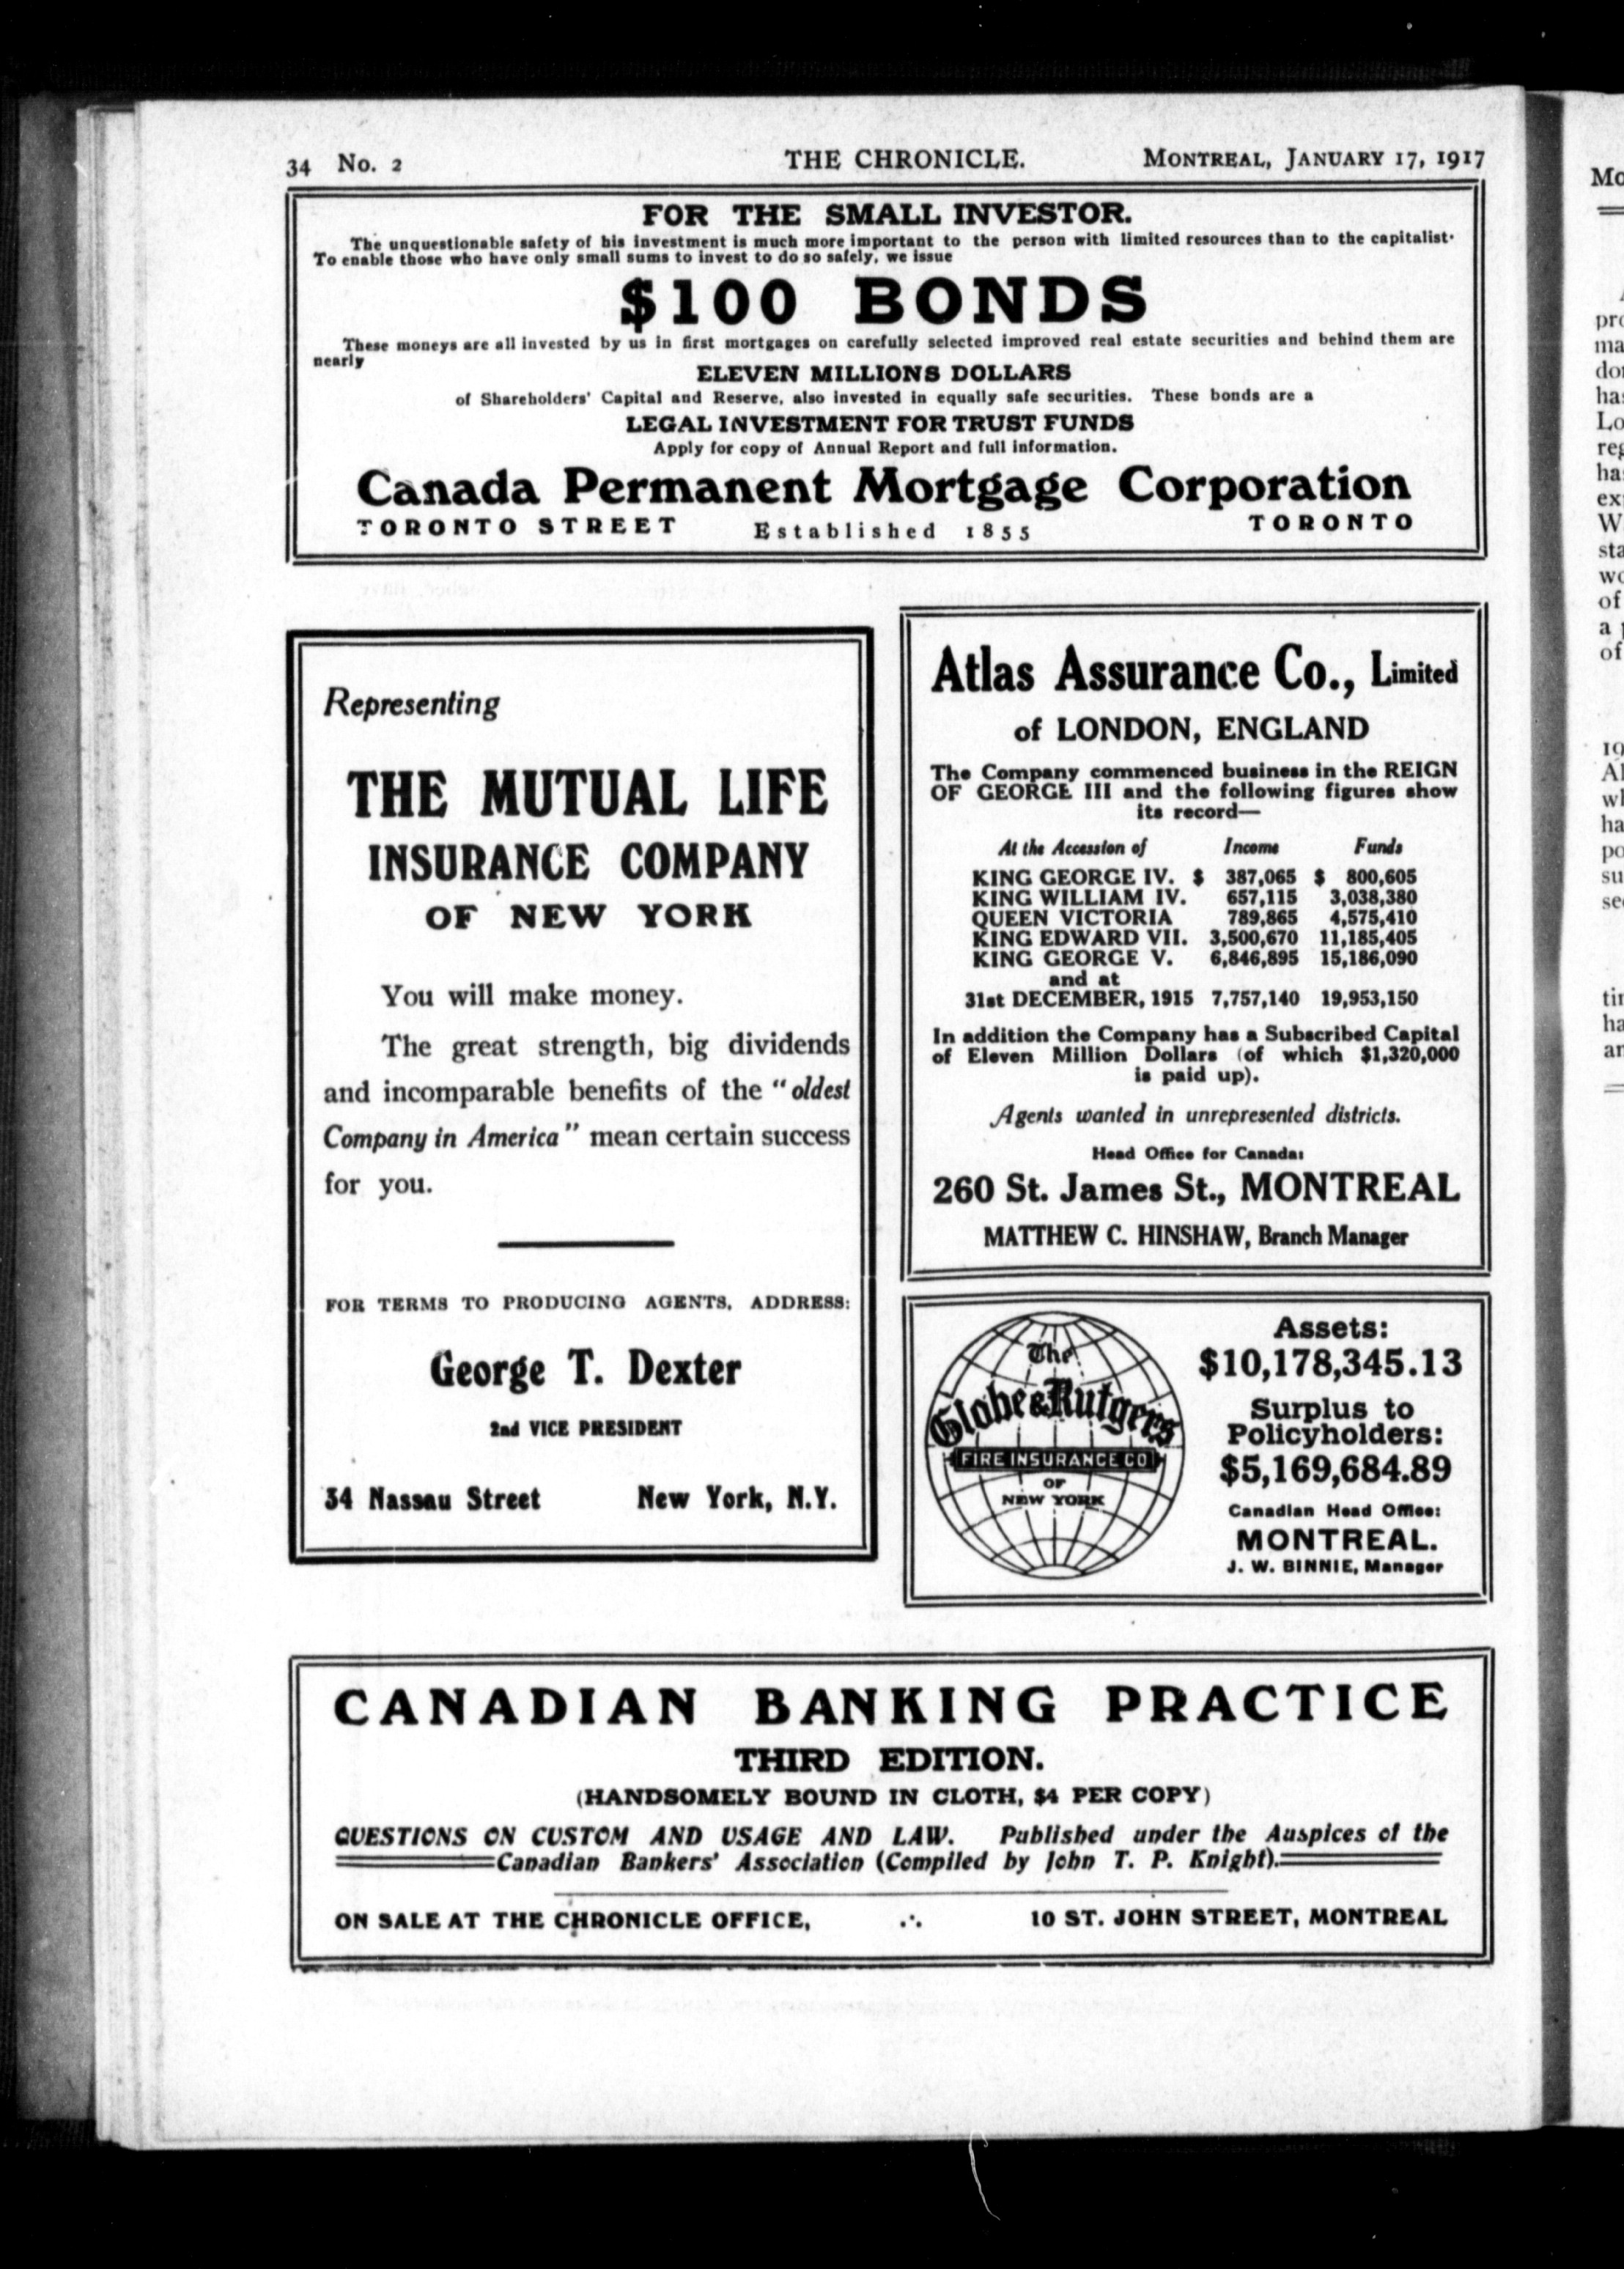 34 No. 2 THE CHRONICLE. MONTREAL, JANUARY 17, 1917
FOR THE SMALL INVESTOR.
The unquestionable safety of his investment is much more important to the person with limited resources than to the capitalist.
To enable those who have only small sums to invest to do so safely, we issue
$100 BONDS
These moneys are all invested by us in first mortgages on carefully selected improved real estate securities and behind them are
nearly
ELEVEN MILLIONS DOLLARS
of Shareholders' Capital and Reserve, also invested in equally safe securities. These bonds are a
LEGAL INVESTMENT FOR TRUST FUNDS
Apply for copy of Annual Report and full information.
Canada Permanent Mortgage Corporation
TORONTO STREET Established 1855 TORONTO
Representing
THE MUTUAL LIFE
INSURANCE COMPANY
OF NEW YORK
You will make money.
The great strength, big dividends
and incomparable benefits of the "oldest
Company in America" mean certain success
for you.
FOR TERMS TO PRODUCING AGENTS, ADDRESS:
George T. Dexter
2nd VICE PRESIDENT
34 Nassau Street New York, N.Y.
Atlas Assurance Co., Limited
of LONDON, ENGLAND
The Company commenced business in the REIGN
OF GEORGE III and the following figures show
its record—
At the Accession of Income Funds
KING GEORGE IV. $ 387,065 $ 800,605
KING WILLIAM IV. 657,115 3,038,380
QUEEN VICTORIA 789,865 4,575,410
KING EDWARD VII. 3,500,670 11,185,405
KING GEORGE V. 6,846,895 15,186,090
and at
31st DECEMBER, 1915 7,757,140 19,953,150
In addition the Company has a Subscribed Capital
of Eleven Million Dollars (of which $1,320,000
is paid up).
Agents wanted in unrepresented districts.
Head Office for Canada:
260 St. James St., MONTREAL
MATTHEW C. HINSHAW, Branch Manager
The
Globe & Rutgers
FIRE INSURANCE CO
OF
NEW YORK
Assets:
$10,178,345.13
Surplus to
Policyholders:
$5,169,684.89
Canadian Head Office:
MONTREAL.
J. W. BINNIE, Manager
CANADIAN BANKING PRACTICE
THIRD EDITION.
(HANDSOMELY BOUND IN CLOTH, $4 PER COPY)
QUESTIONS ON CUSTOM AND USAGE AND LAW. Published under the Auspices of the
Canadian Bankers' Association (Compiled by John T. P. Knight).
ON SALE AT THE CHRONICLE OFFICE, ∴ 10 ST. JOHN STREET, MONTREAL